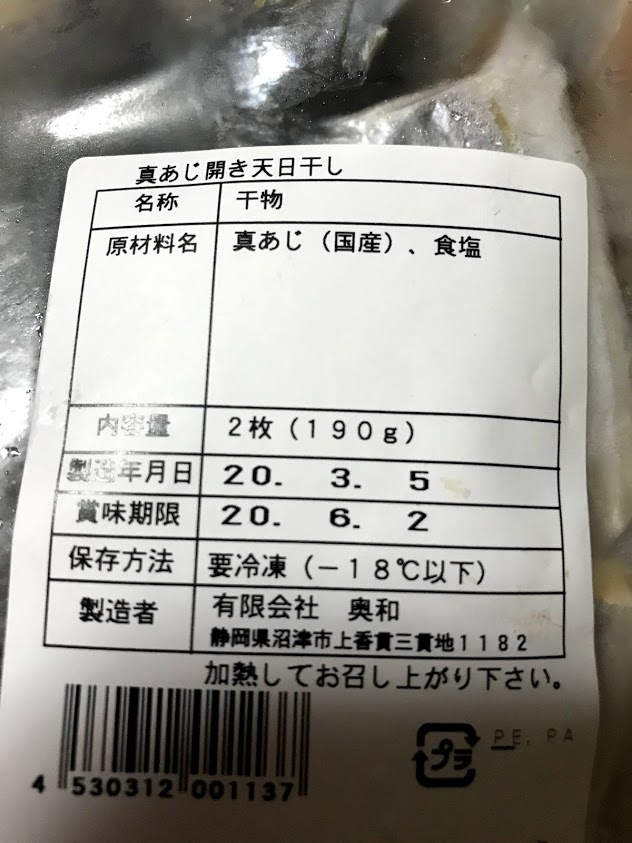 真あじ開き天日干し
名称 干物
原材料名 真あじ(国産)、食塩
内容量 2枚(190g)
製造年月日 20. 3. 5
賞味期限 20. 6. 2
保存方法 要冷凍(-18℃以下)
製造者 有限会社 奥和
静岡県沼津市上香貫三貫地1182
加熱してお召し上がり下さい。
プラ PE, PA
4 530312 001137